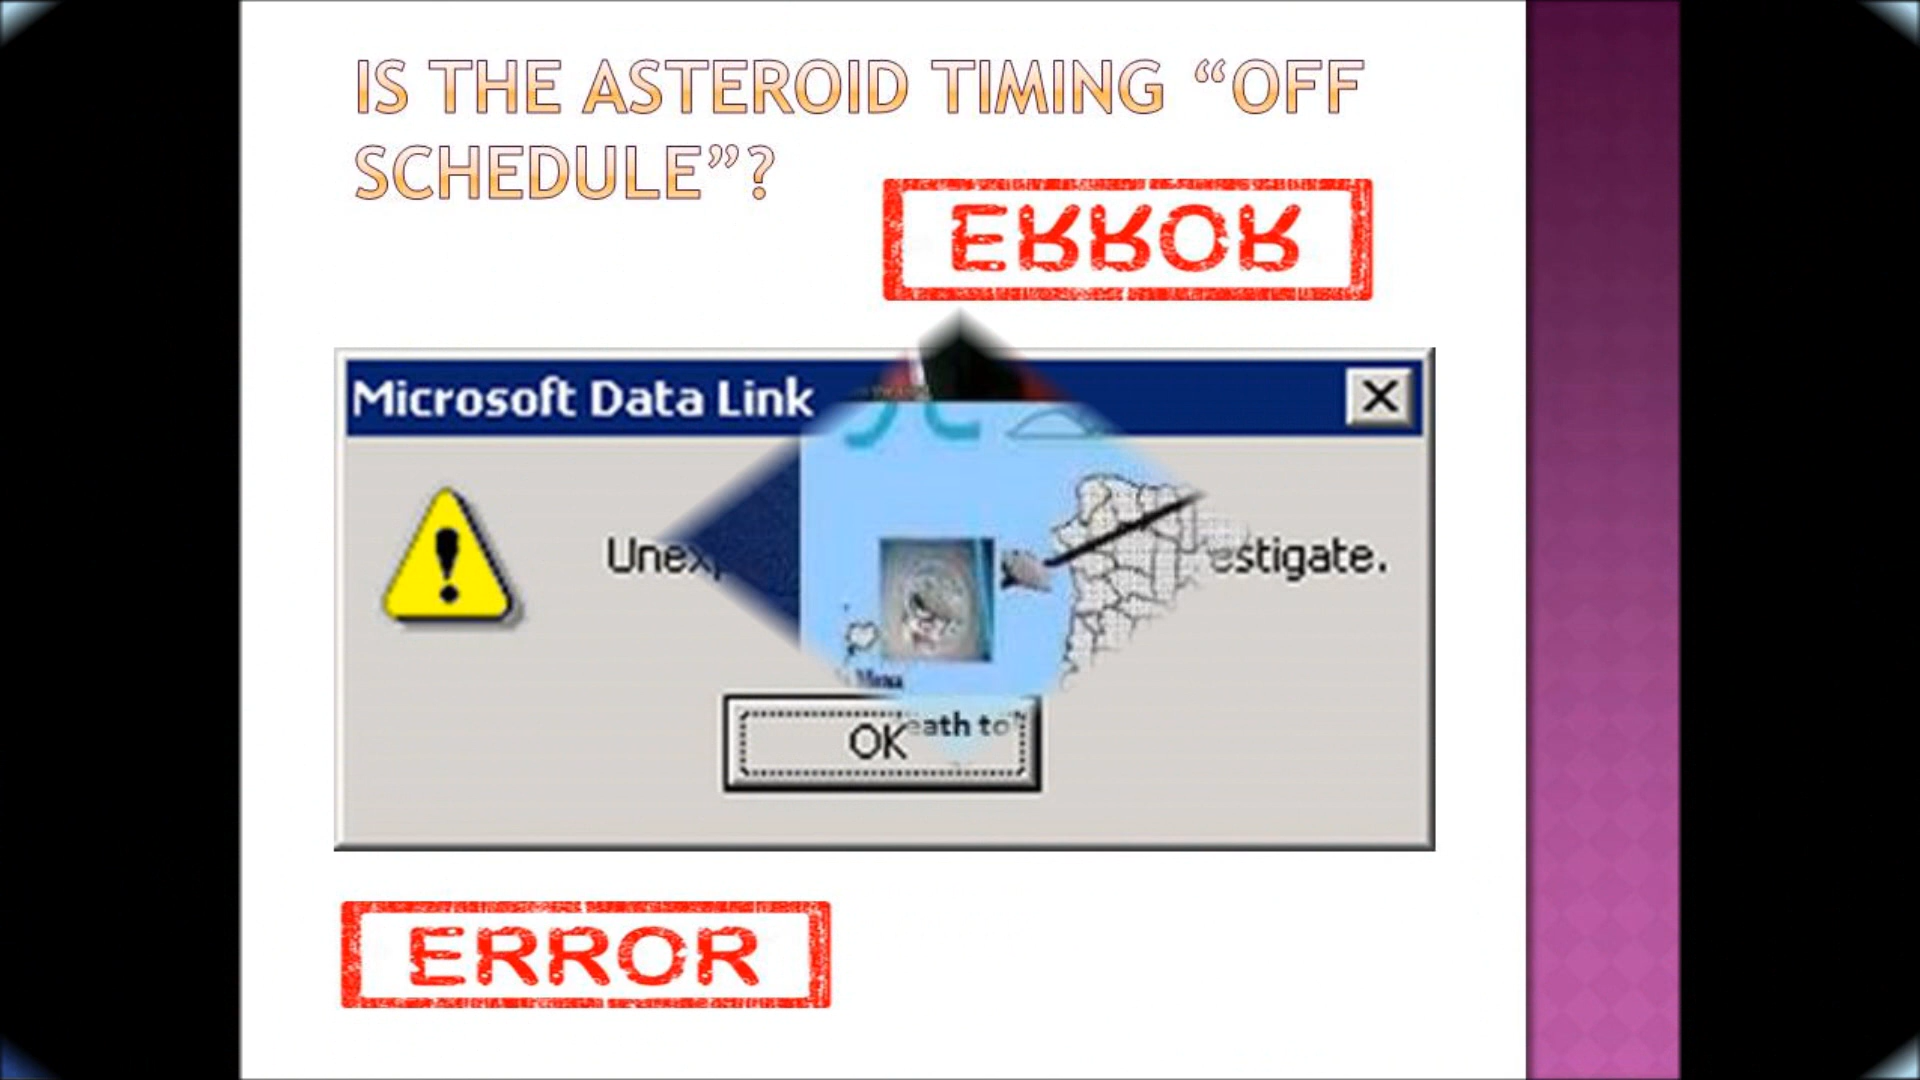 IS THE ASTEROID TIMING “OFF
SCHEDULE”?
ERROR
Microsoft Data Link
Unex estigate.
OK eath to
ERROR